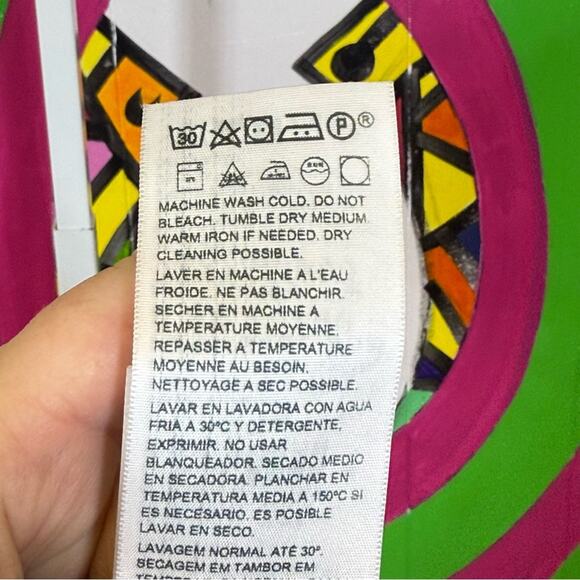 30 P ®
MACHINE WASH COLD. DO NOT
BLEACH. TUMBLE DRY MEDIUM.
WARM IRON IF NEEDED. DRY
CLEANING POSSIBLE.
LAVER EN MACHINE A L'EAU
FROIDE. NE PAS BLANCHIR.
SECHER EN MACHINE A
TEMPERATURE MOYENNE.
REPASSER A TEMPERATURE
MOYENNE AU BESOIN.
NETTOYAGE A SEC POSSIBLE.
LAVAR EN LAVADORA CON AGUA
FRIA A 30ºC Y DETERGENTE,
EXPRIMIR. NO USAR
BLANQUEADOR. SECADO MEDIO
EN SECADORA. PLANCHAR EN
TEMPERATURA MEDIA A 150ºC SI
ES NECESARIO. ES POSIBLE
LAVAR EN SECO.
LAVAGEM NORMAL ATÉ 30º.
SECAGEM EM TAMBOR EM